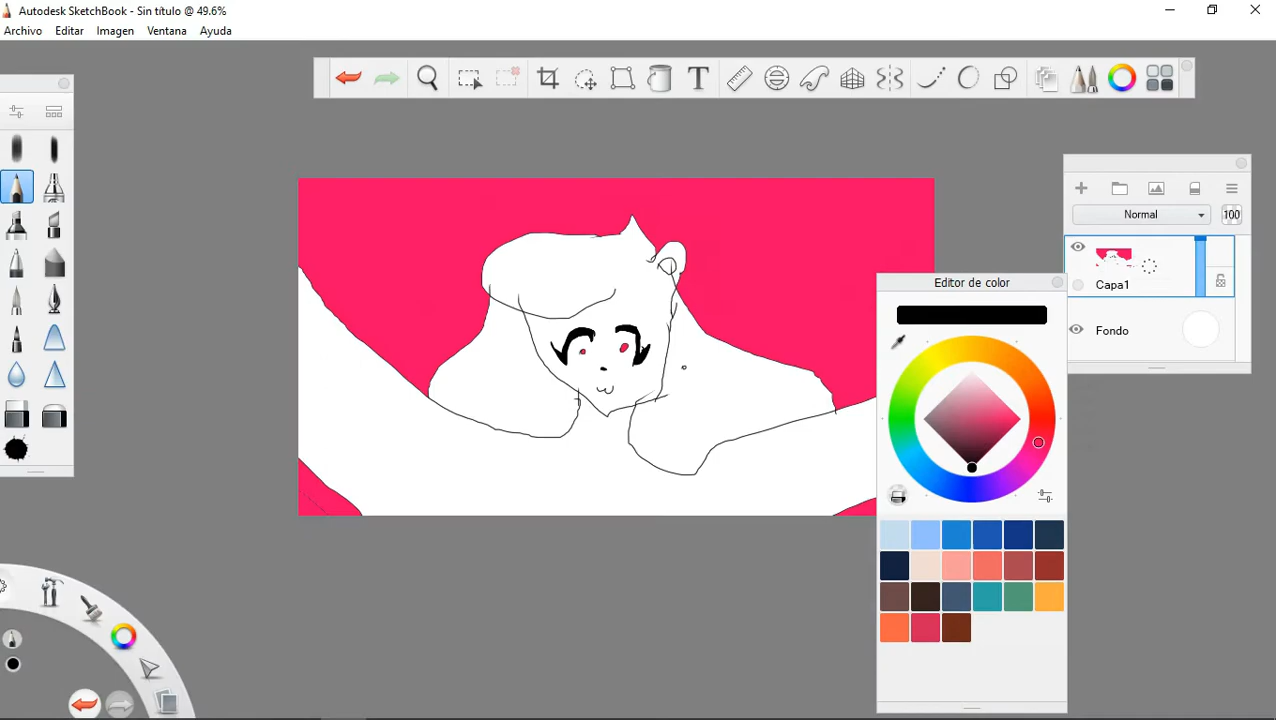 Autodesk SketchBook - Sin título @ 49.6%
Archivo Editar Imagen Ventana Ayuda
T
Normal 100
Capa1
Fondo
Editor de color